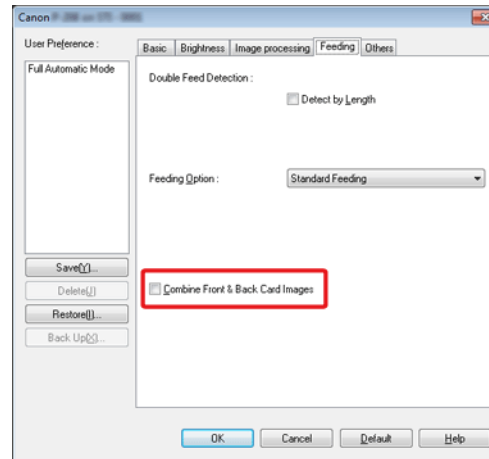 Canon
User Preference :
Full Automatic Mode
Save(Y)...
Delete(J)
Restore(I)...
Back Up(X)...
Basic Brightness Image processing Feeding Others
Double Feed Detection :
Detect by Length
Feeding Option :
Standard Feeding
Combine Front & Back Card Images
OK Cancel Default Help